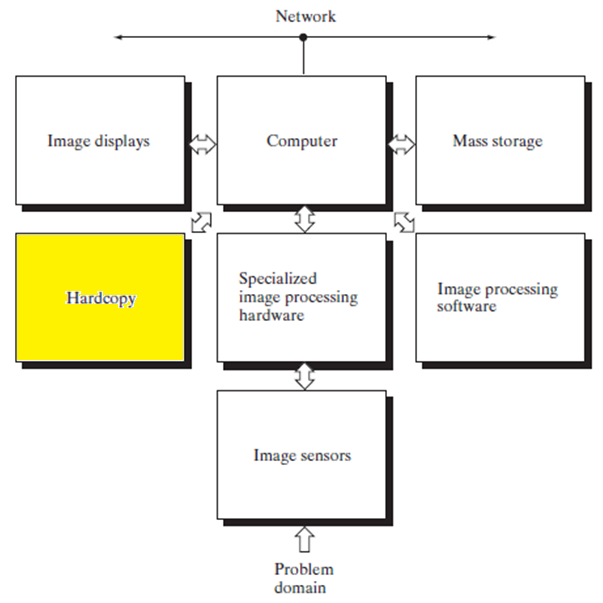 Network
Image displays
Computer
Mass storage
Hardcopy
Specialized
image processing
hardware
Image processing
software
Image sensors
Problem
domain